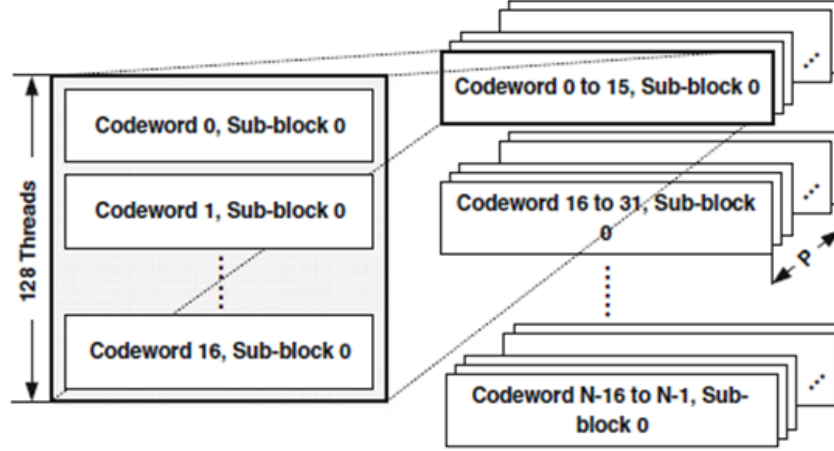 128 Threads
Codeword 0, Sub-block 0
Codeword 1, Sub-block 0
Codeword 16, Sub-block 0
Codeword 0 to 15, Sub-block 0
Codeword 16 to 31, Sub-block
0
P
Codeword N-16 to N-1, Sub-
block 0